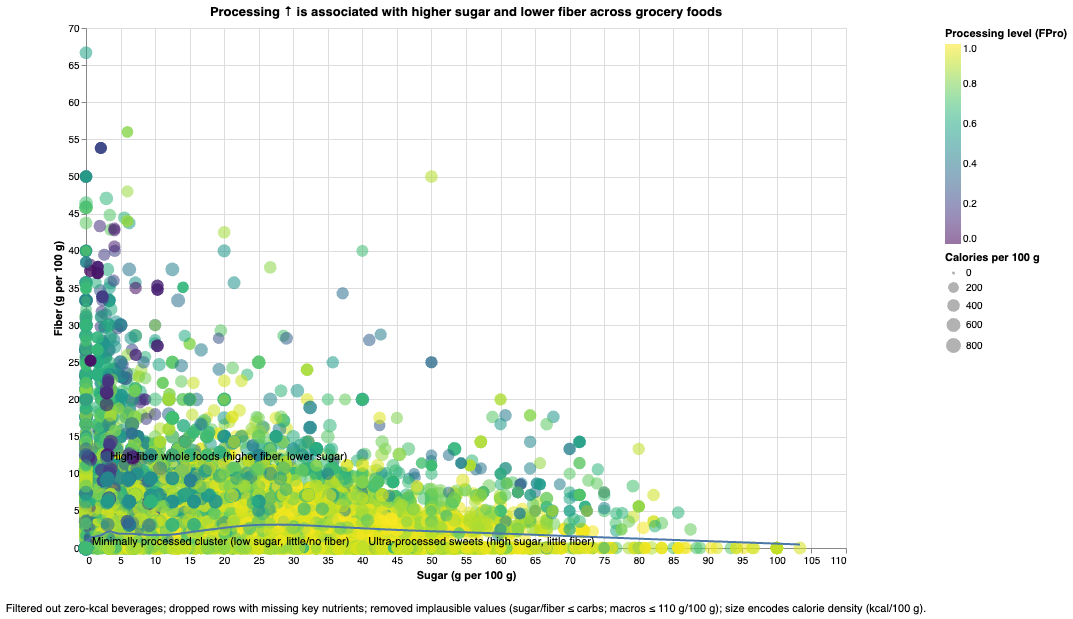 Processing ↑ is associated with higher sugar and lower fiber across grocery foods
70
65
60
55
50
45
40
35
30
25
20
15
10
5
0
Fiber (g per 100 g)
High-fiber whole foods (higher fiber, lower sugar)
Minimally processed cluster (low sugar, little/no fiber)
Ultra-processed sweets (high sugar, little fiber)
0 5 10 15 20 25 30 35 40 45 50 55 60 65 70 75 80 85 90 95 100 105 110
Sugar (g per 100 g)
Processing level (FPro)
1.0
0.8
0.6
0.4
0.2
0.0
Calories per 100 g
0
200
400
600
800
Filtered out zero-kcal beverages; dropped rows with missing key nutrients; removed implausible values (sugar/fiber ≤ carbs; macros ≤ 110 g/100 g); size encodes calorie density (kcal/100 g).